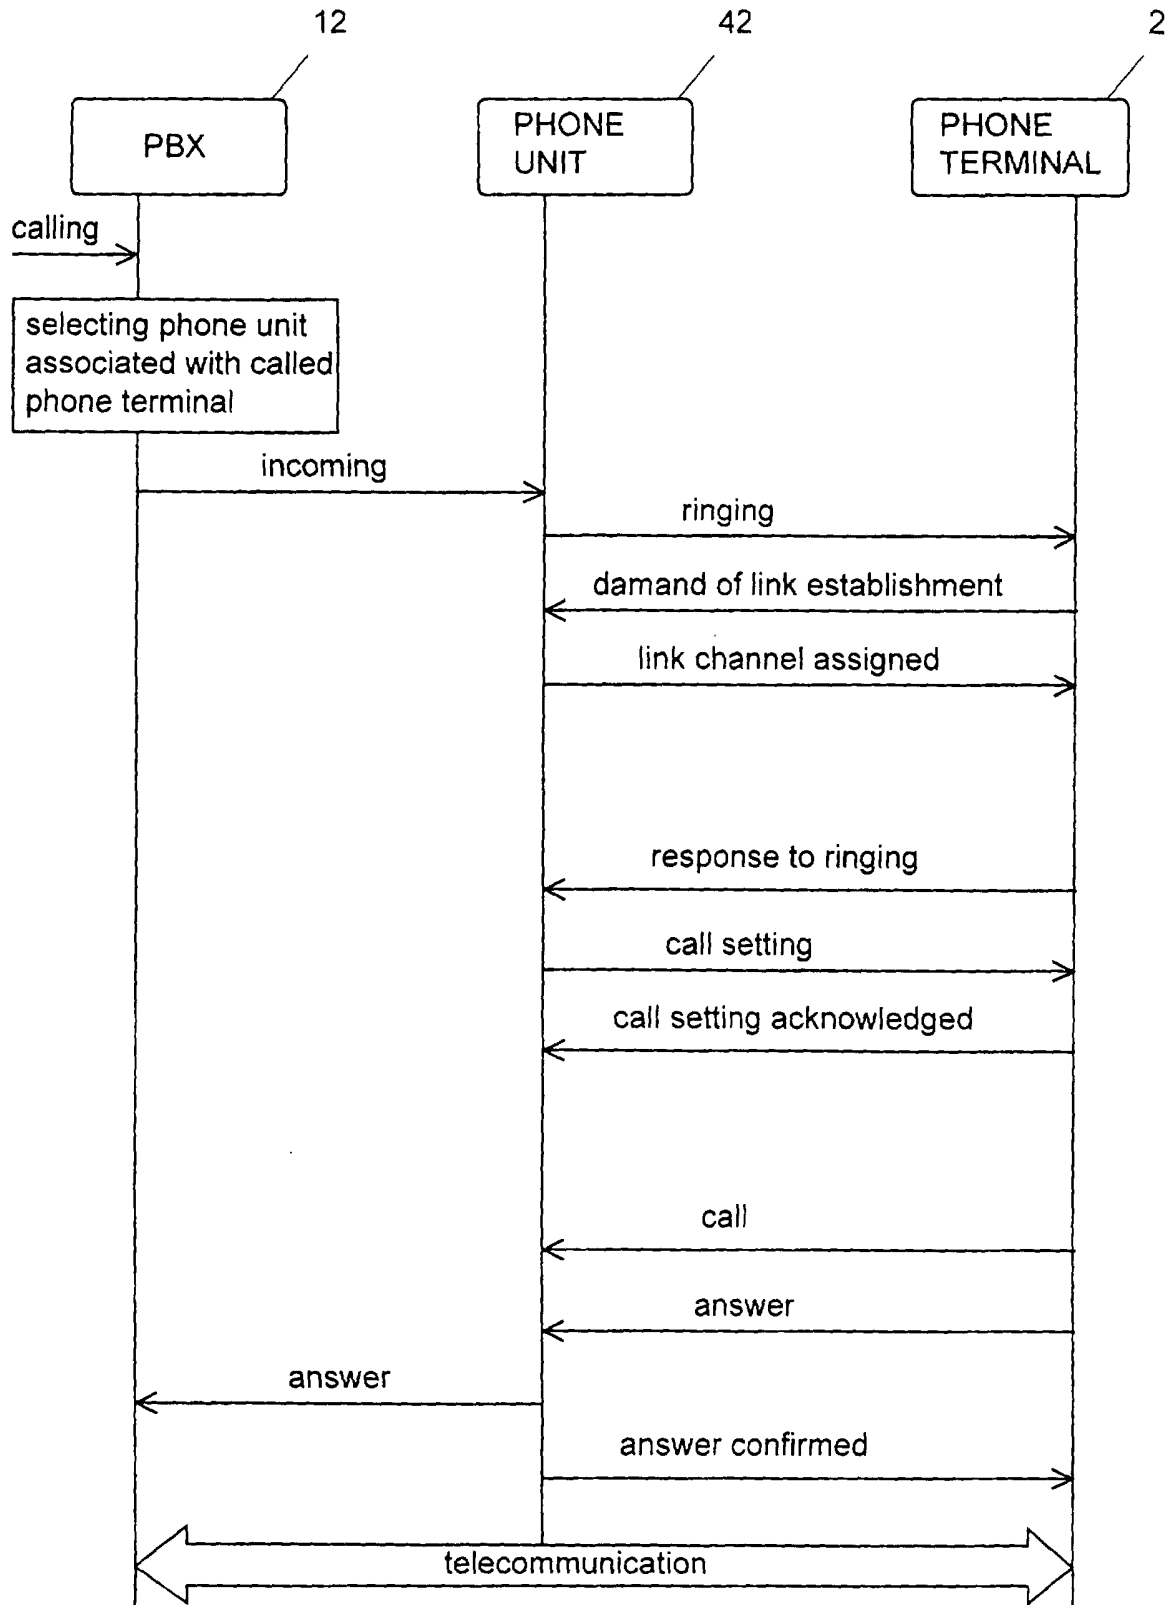 12
42
2
PBX
PHONE
UNIT
PHONE
TERMINAL
calling
selecting phone unit
associated with called
phone terminal
incoming
ringing
damand of link establishment
link channel assigned
response to ringing
call setting
call setting acknowledged
call
answer
answer
answer confirmed
telecommunication